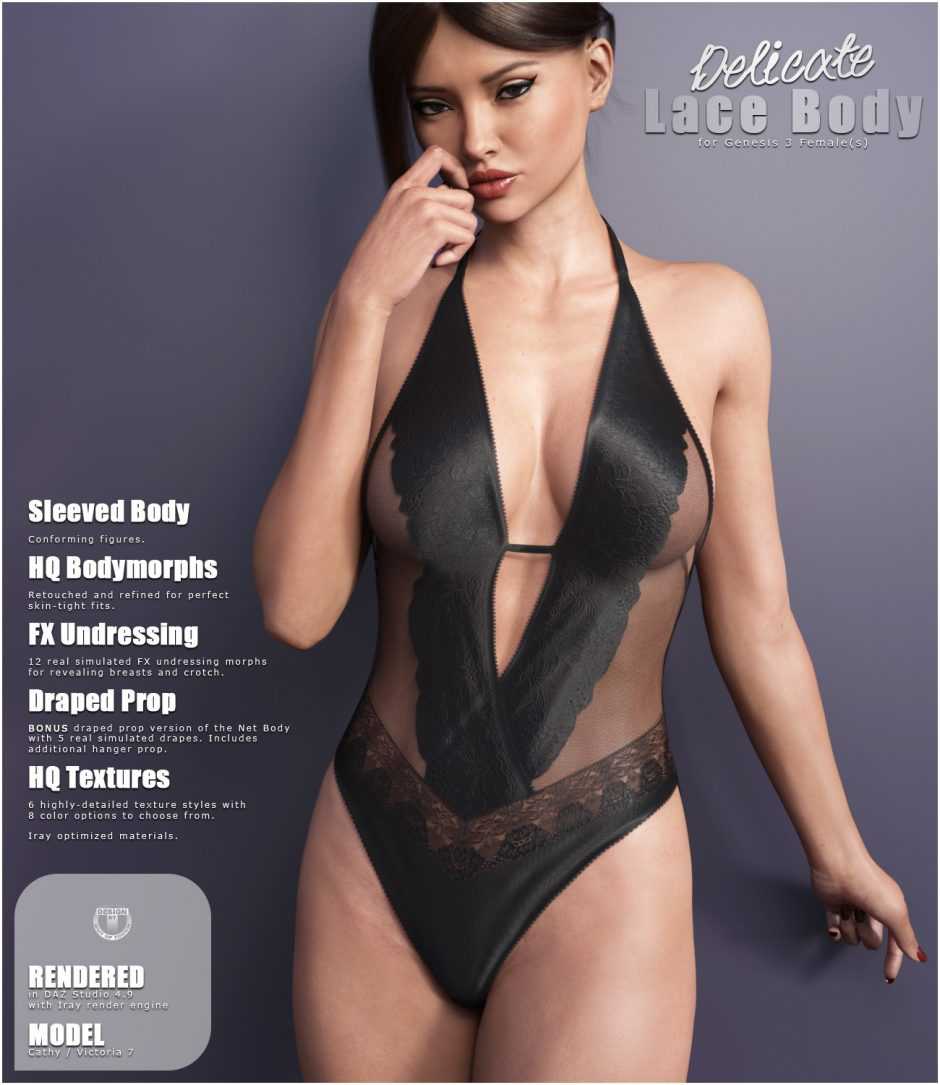 Delicate
Lace Body
for Genesis 3 Female(s)
Sleeved Body
Conforming figures.
HQ Bodymorphs
Retouched and refined for perfect
skin-tight fits.
FX Undressing
12 real simulated FX undressing morphs
for revealing breasts and crotch.
Draped Prop
BONUS draped prop version of the Net Body
with 5 real simulated drapes. Includes
additional hanger prop.
HQ Textures
6 highly-detailed texture styles with
8 color options to choose from.
Iray optimized materials.
DESIGN
RENDERED
in DAZ Studio 4.9
with Iray render engine
MODEL
Cathy / Victoria 7